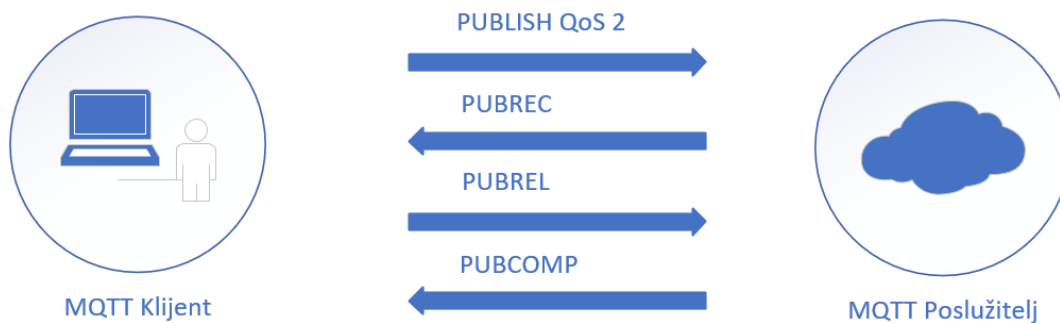 PUBLISH QoS 2
PUBREC
PUBREL
PUBCOMP
MQTT Klijent
MQTT Poslužitelj